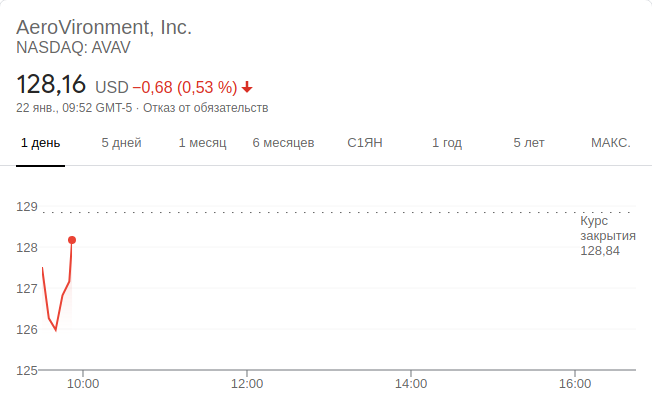 AeroVironment, Inc.
NASDAQ: AVAV
128,16 USD −0,68 (0,53 %)
22 янв., 09:52 GMT-5 · Отказ от обязательств
1 день 5 дней 1 месяц 6 месяцев С1ЯН 1 год 5 лет МАКС.
129
Курс
закрытия
128,84
128
127
126
125
10:00 12:00 14:00 16:00